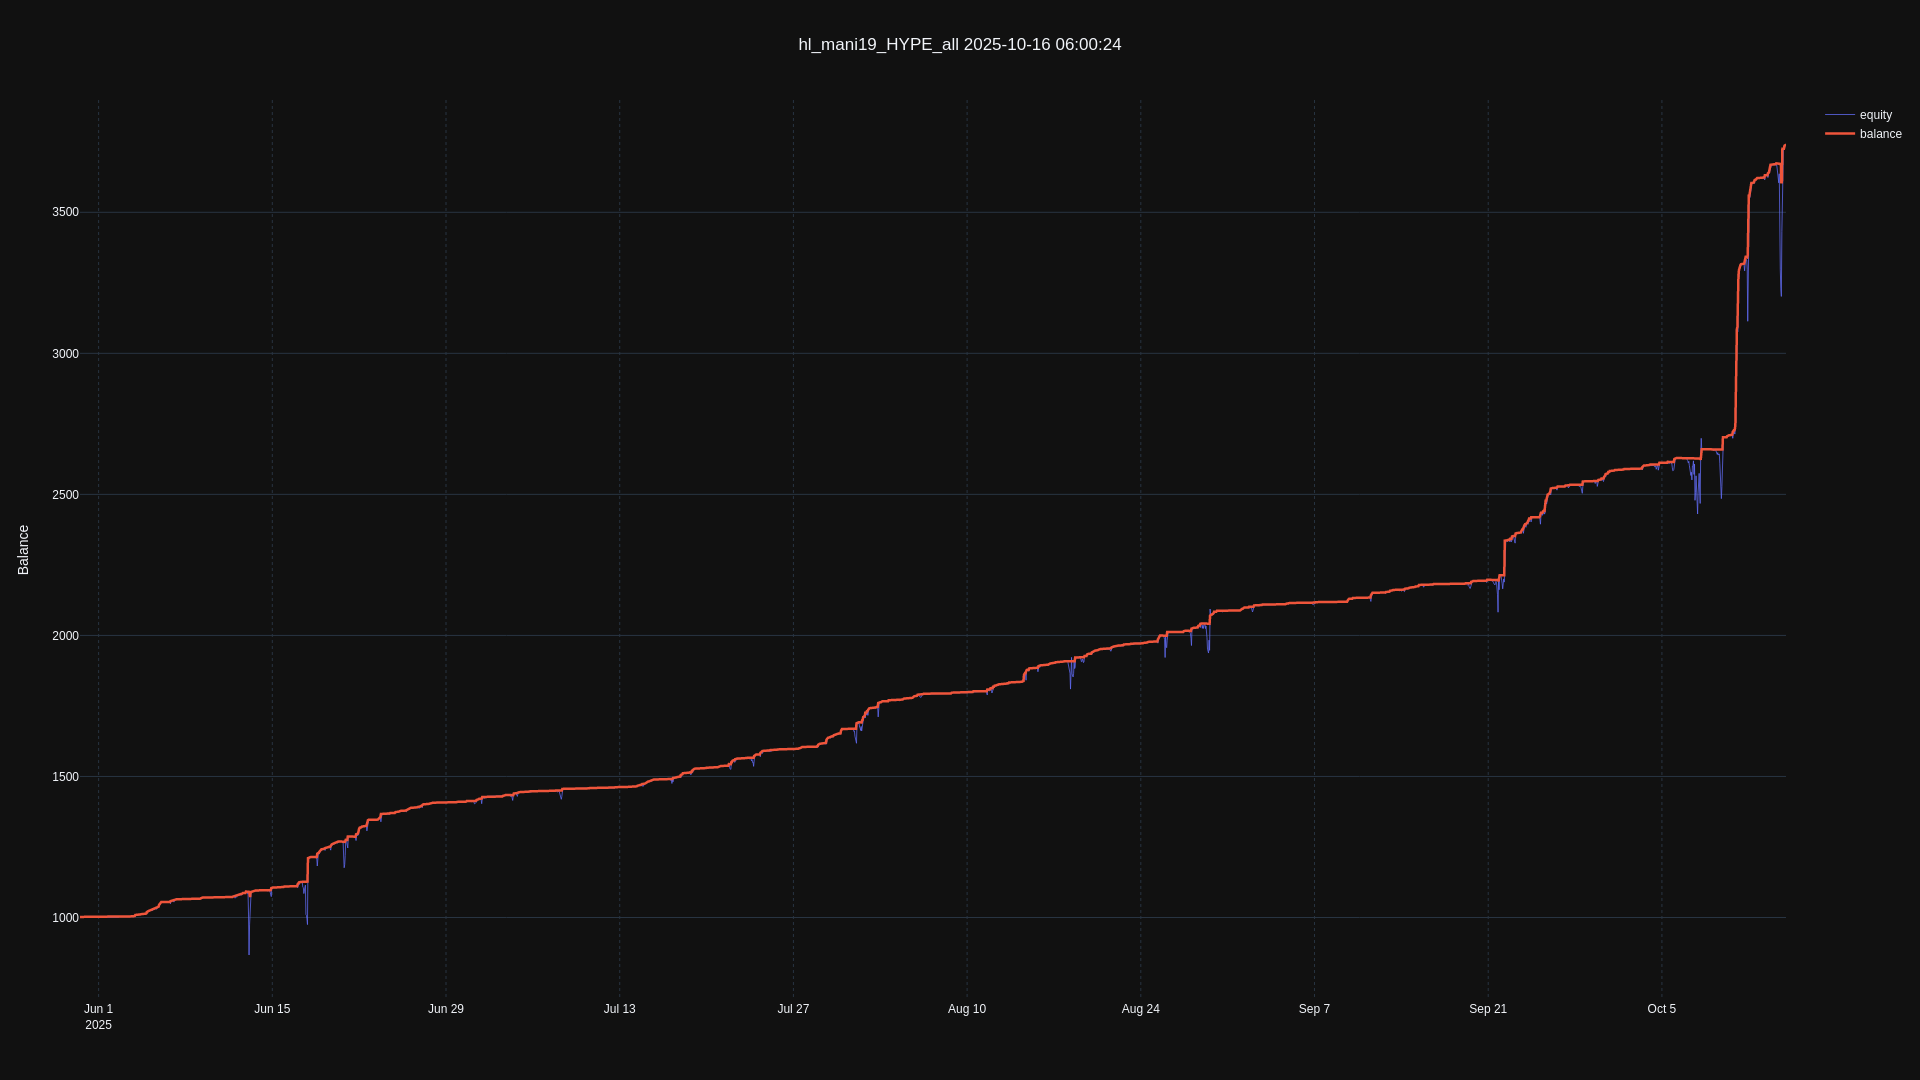 hl_mani19_HYPE_all 2025-10-16 06:00:24
equity
balance
Balance
3500
3000
2500
2000
1500
1000
Jun 1
2025
Jun 15
Jun 29
Jul 13
Jul 27
Aug 10
Aug 24
Sep 7
Sep 21
Oct 5